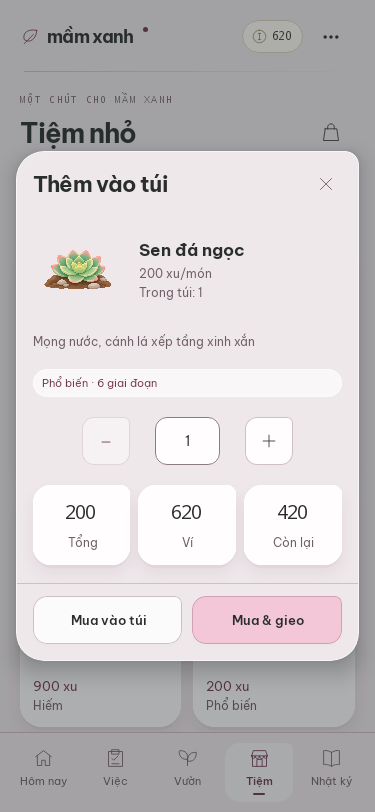 mầm xanh
620
MỘT CHÚT CHO MẦM XANH
Tiệm nhỏ
Thêm vào túi
Sen đá ngọc
200 xu/món
Trong túi: 1
Mọng nước, cánh lá xếp tầng xinh xắn
Phổ biến · 6 giai đoạn
− 1 +
200 620 420
Tổng Ví Còn lại
Mua vào túi Mua & gieo
900 xu 200 xu
Hiếm Phổ biến
Hôm nay Việc Vườn Tiệm Nhật ký